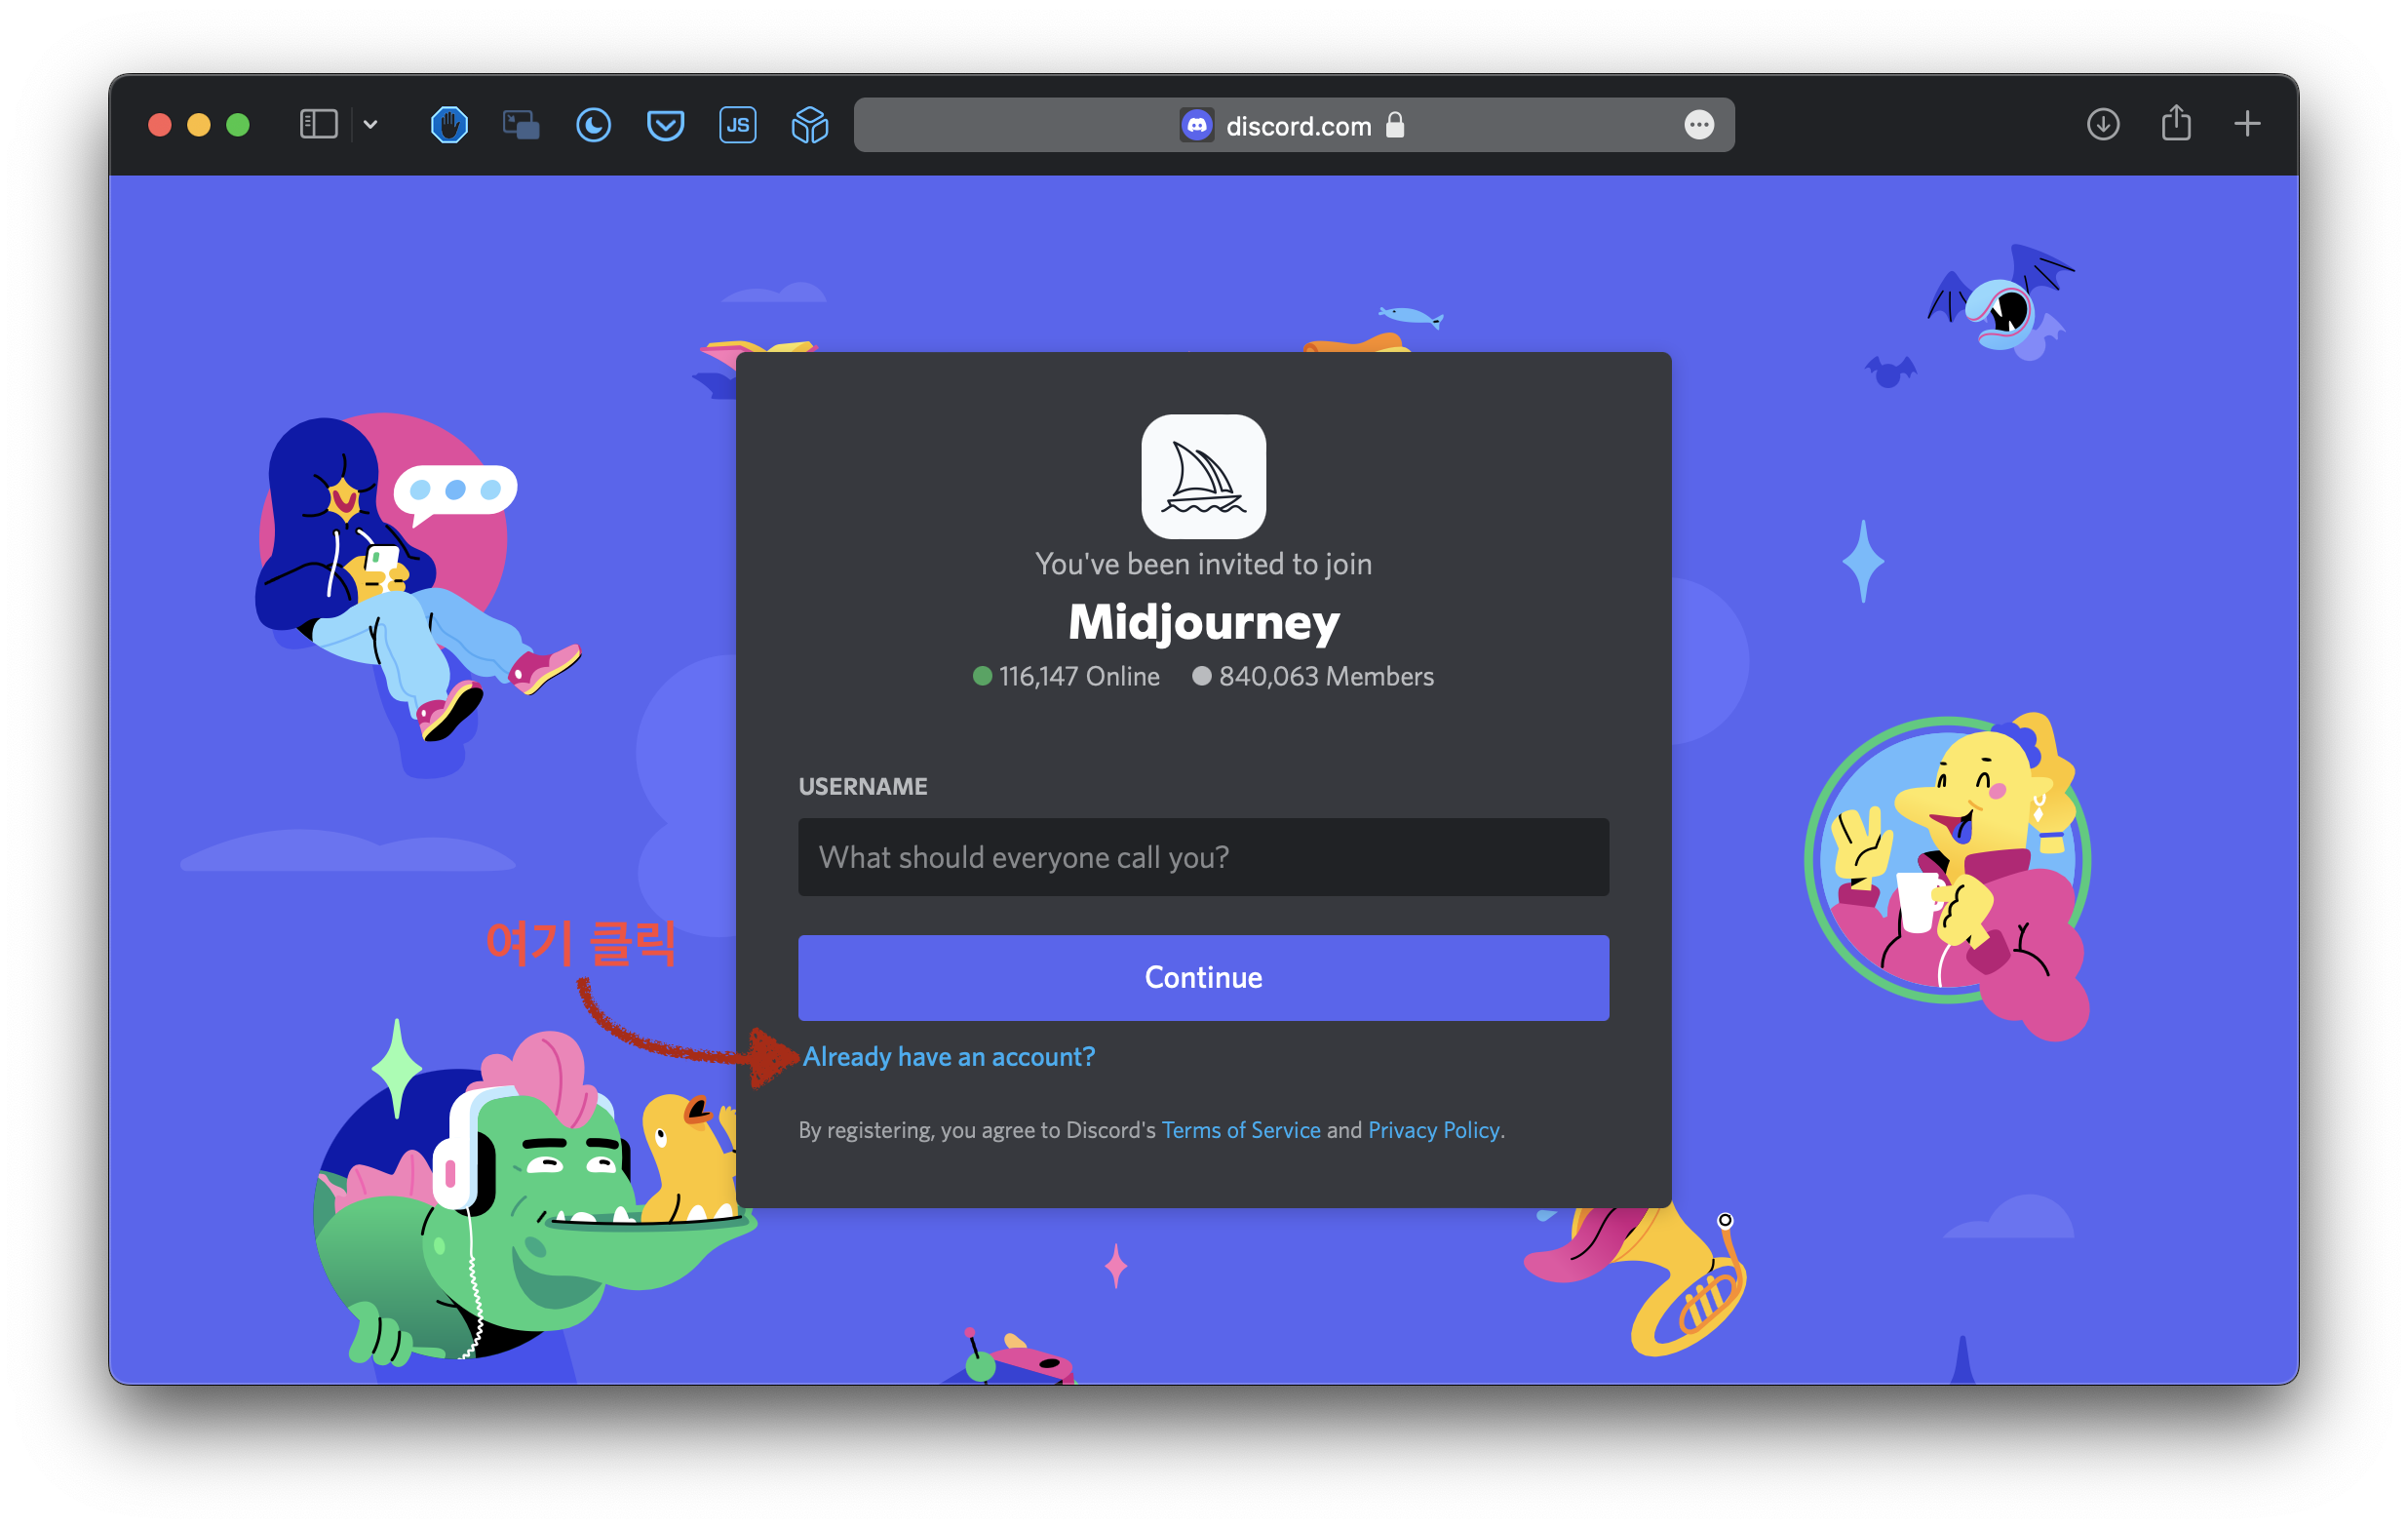 JS
discord.com
You've been invited to join
Midjourney
116,147 Online 840,063 Members
USERNAME
What should everyone call you?
여기 클릭
Continue
Already have an account?
By registering, you agree to Discord's Terms of Service and Privacy Policy.